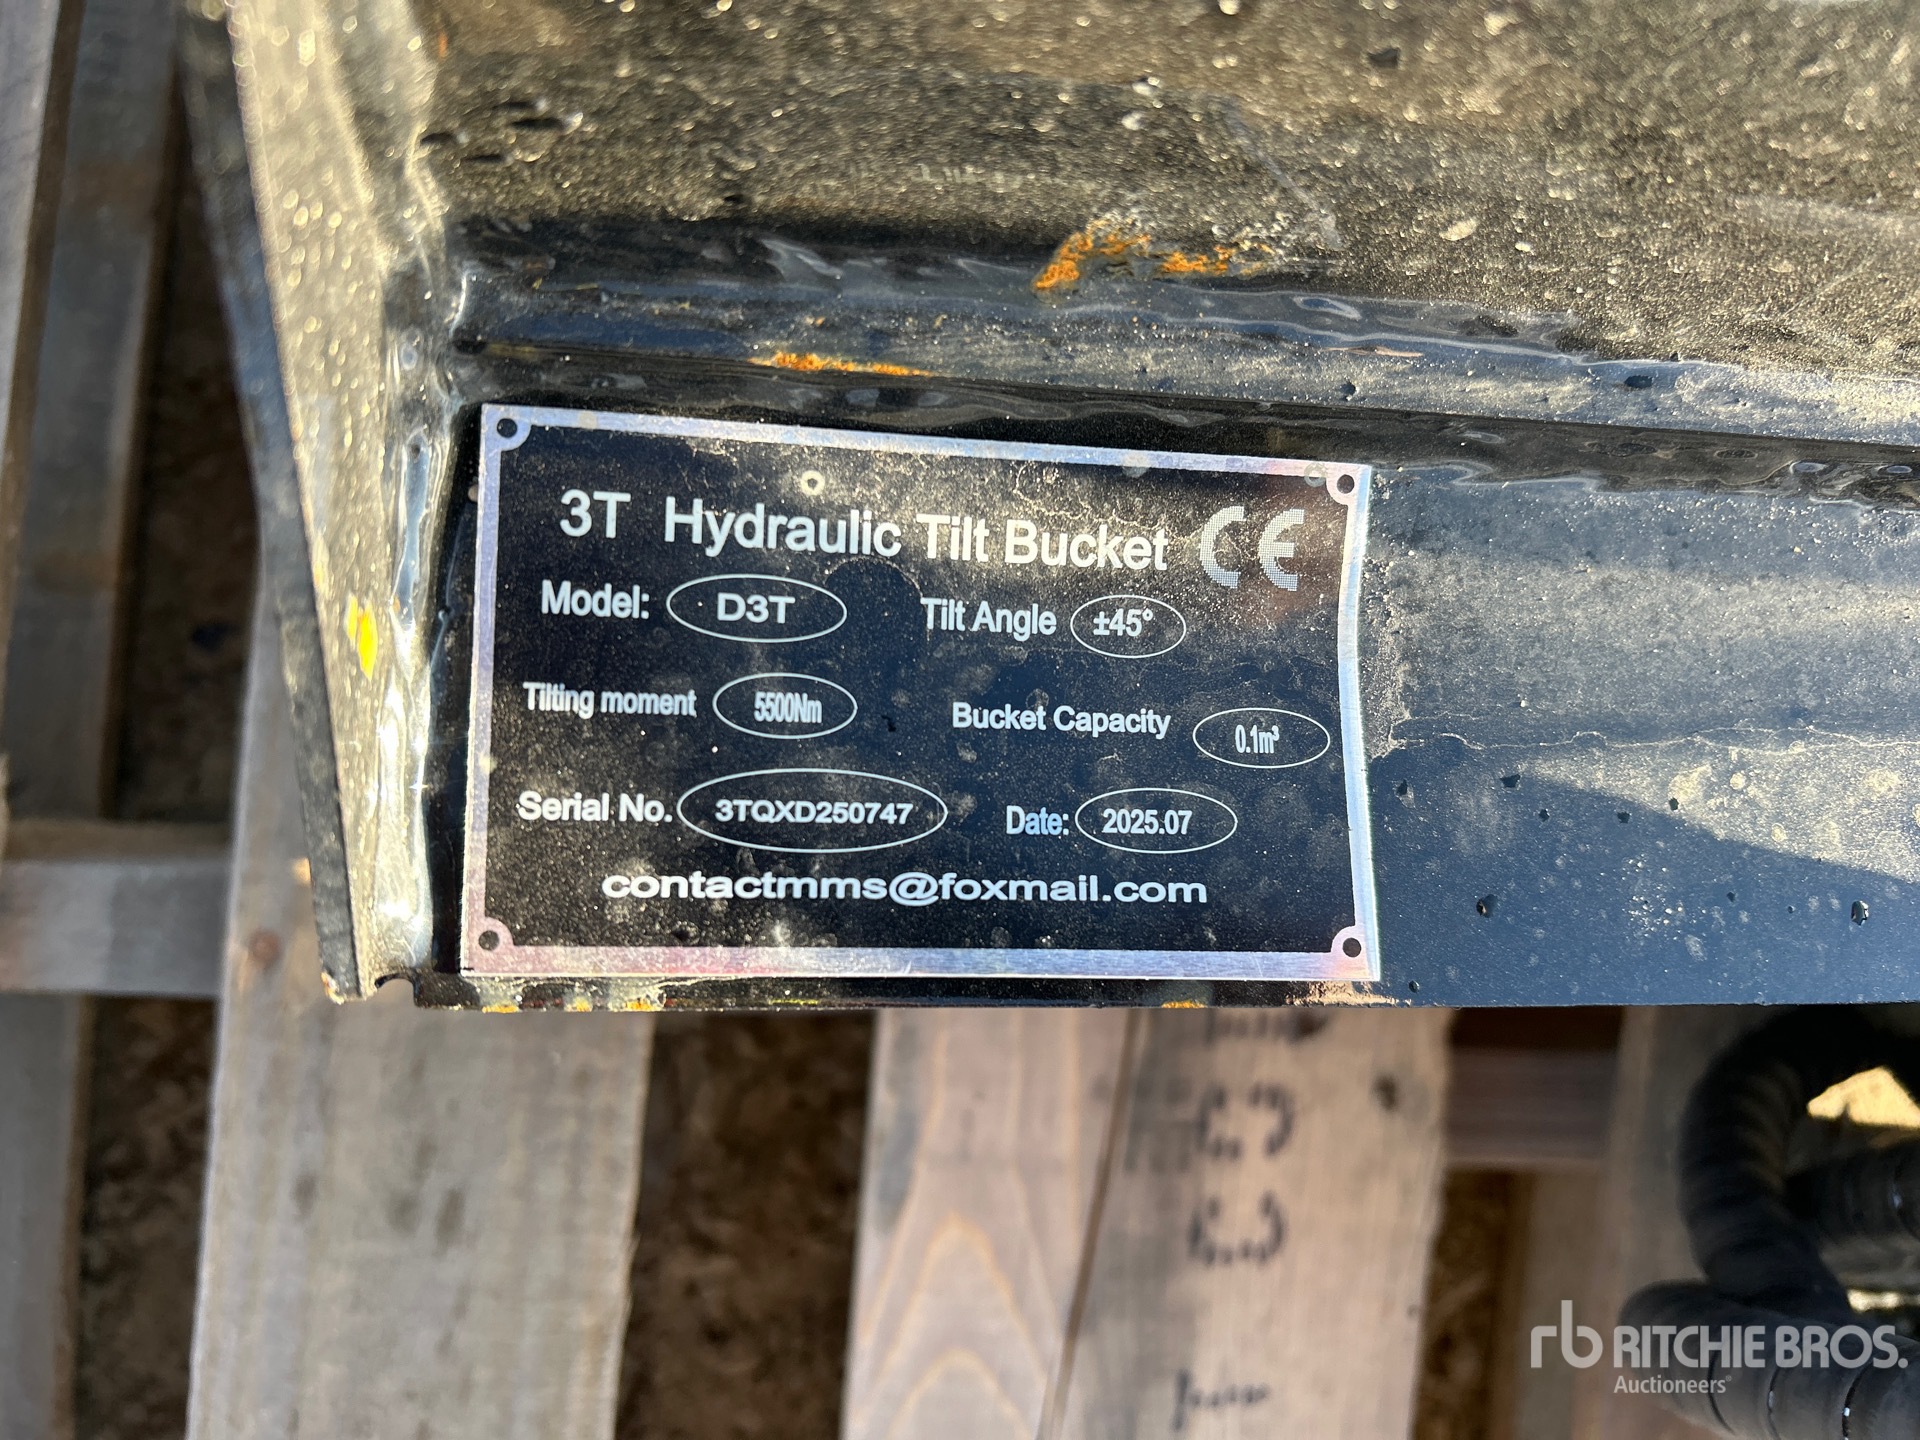 3T Hydraulic Tilt Bucket CE
Model: D3T Tilt Angle ±45°
Tilting moment 5500Nm Bucket Capacity 0.1m³
Serial No. 3TQXD250747 Date: 2025.07
contactmms@foxmail.com
rb RITCHIE BROS.
Auctioneers